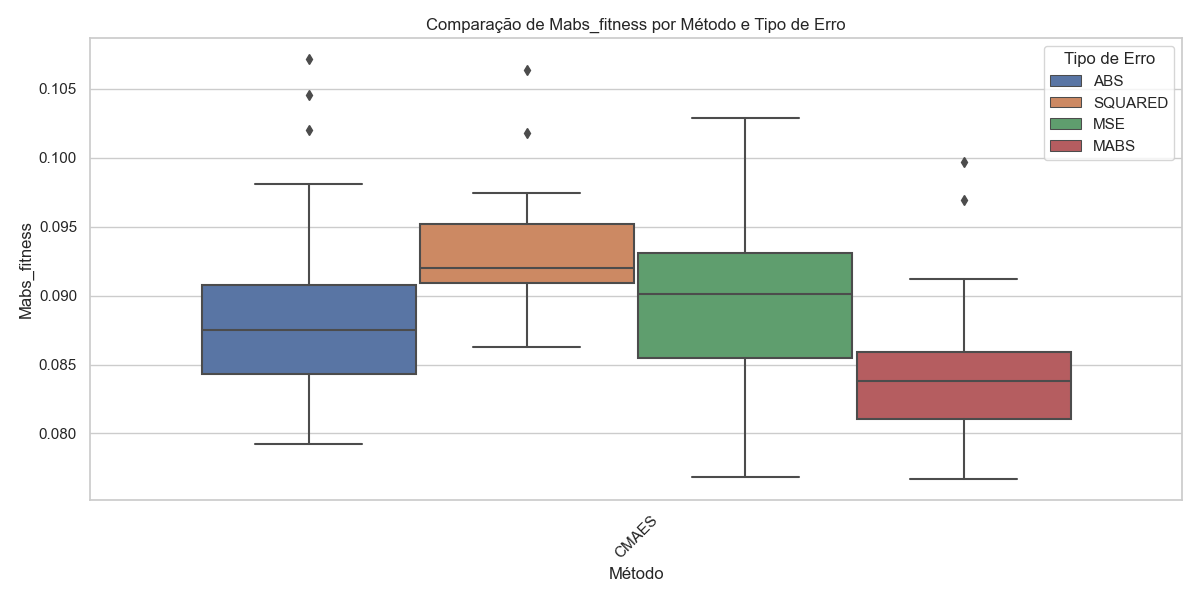 Comparação de Mabs_fitness por Método e Tipo de Erro
Tipo de Erro
ABS
SQUARED
MSE
MABS
Mabs_fitness
0.105
0.100
0.095
0.090
0.085
0.080
CMAES
Método